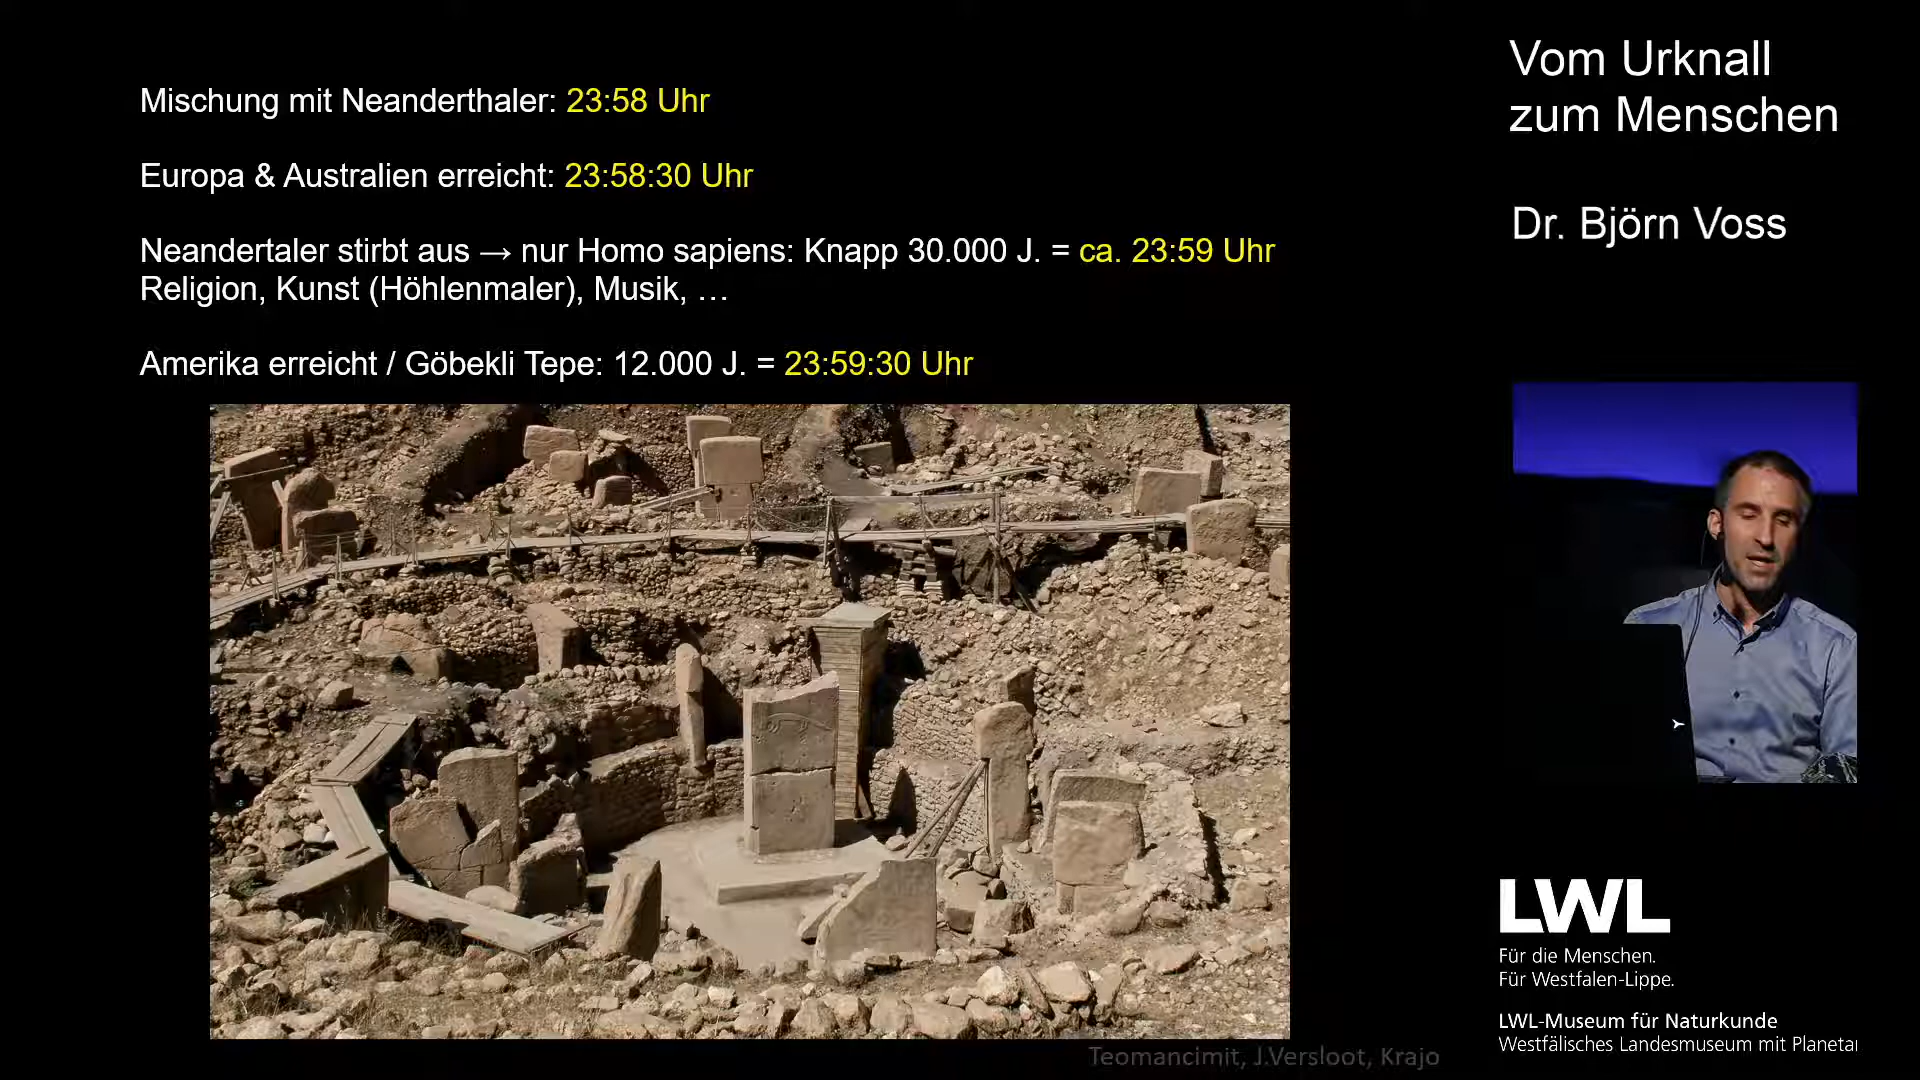 Mischung mit Neanderthaler: 23:58 Uhr
Europa & Australien erreicht: 23:58:30 Uhr
Neandertaler stirbt aus → nur Homo sapiens: Knapp 30.000 J. = ca. 23:59 Uhr
Religion, Kunst (Höhlenmaler), Musik, …
Amerika erreicht / Göbekli Tepe: 12.000 J. = 23:59:30 Uhr
Teomancimit, J.Versloot, Krajo
Vom Urknall
zum Menschen
Dr. Björn Voss
LWL
Für die Menschen.
Für Westfalen-Lippe.
LWL-Museum für Naturkunde
Westfälisches Landesmuseum mit Planetar